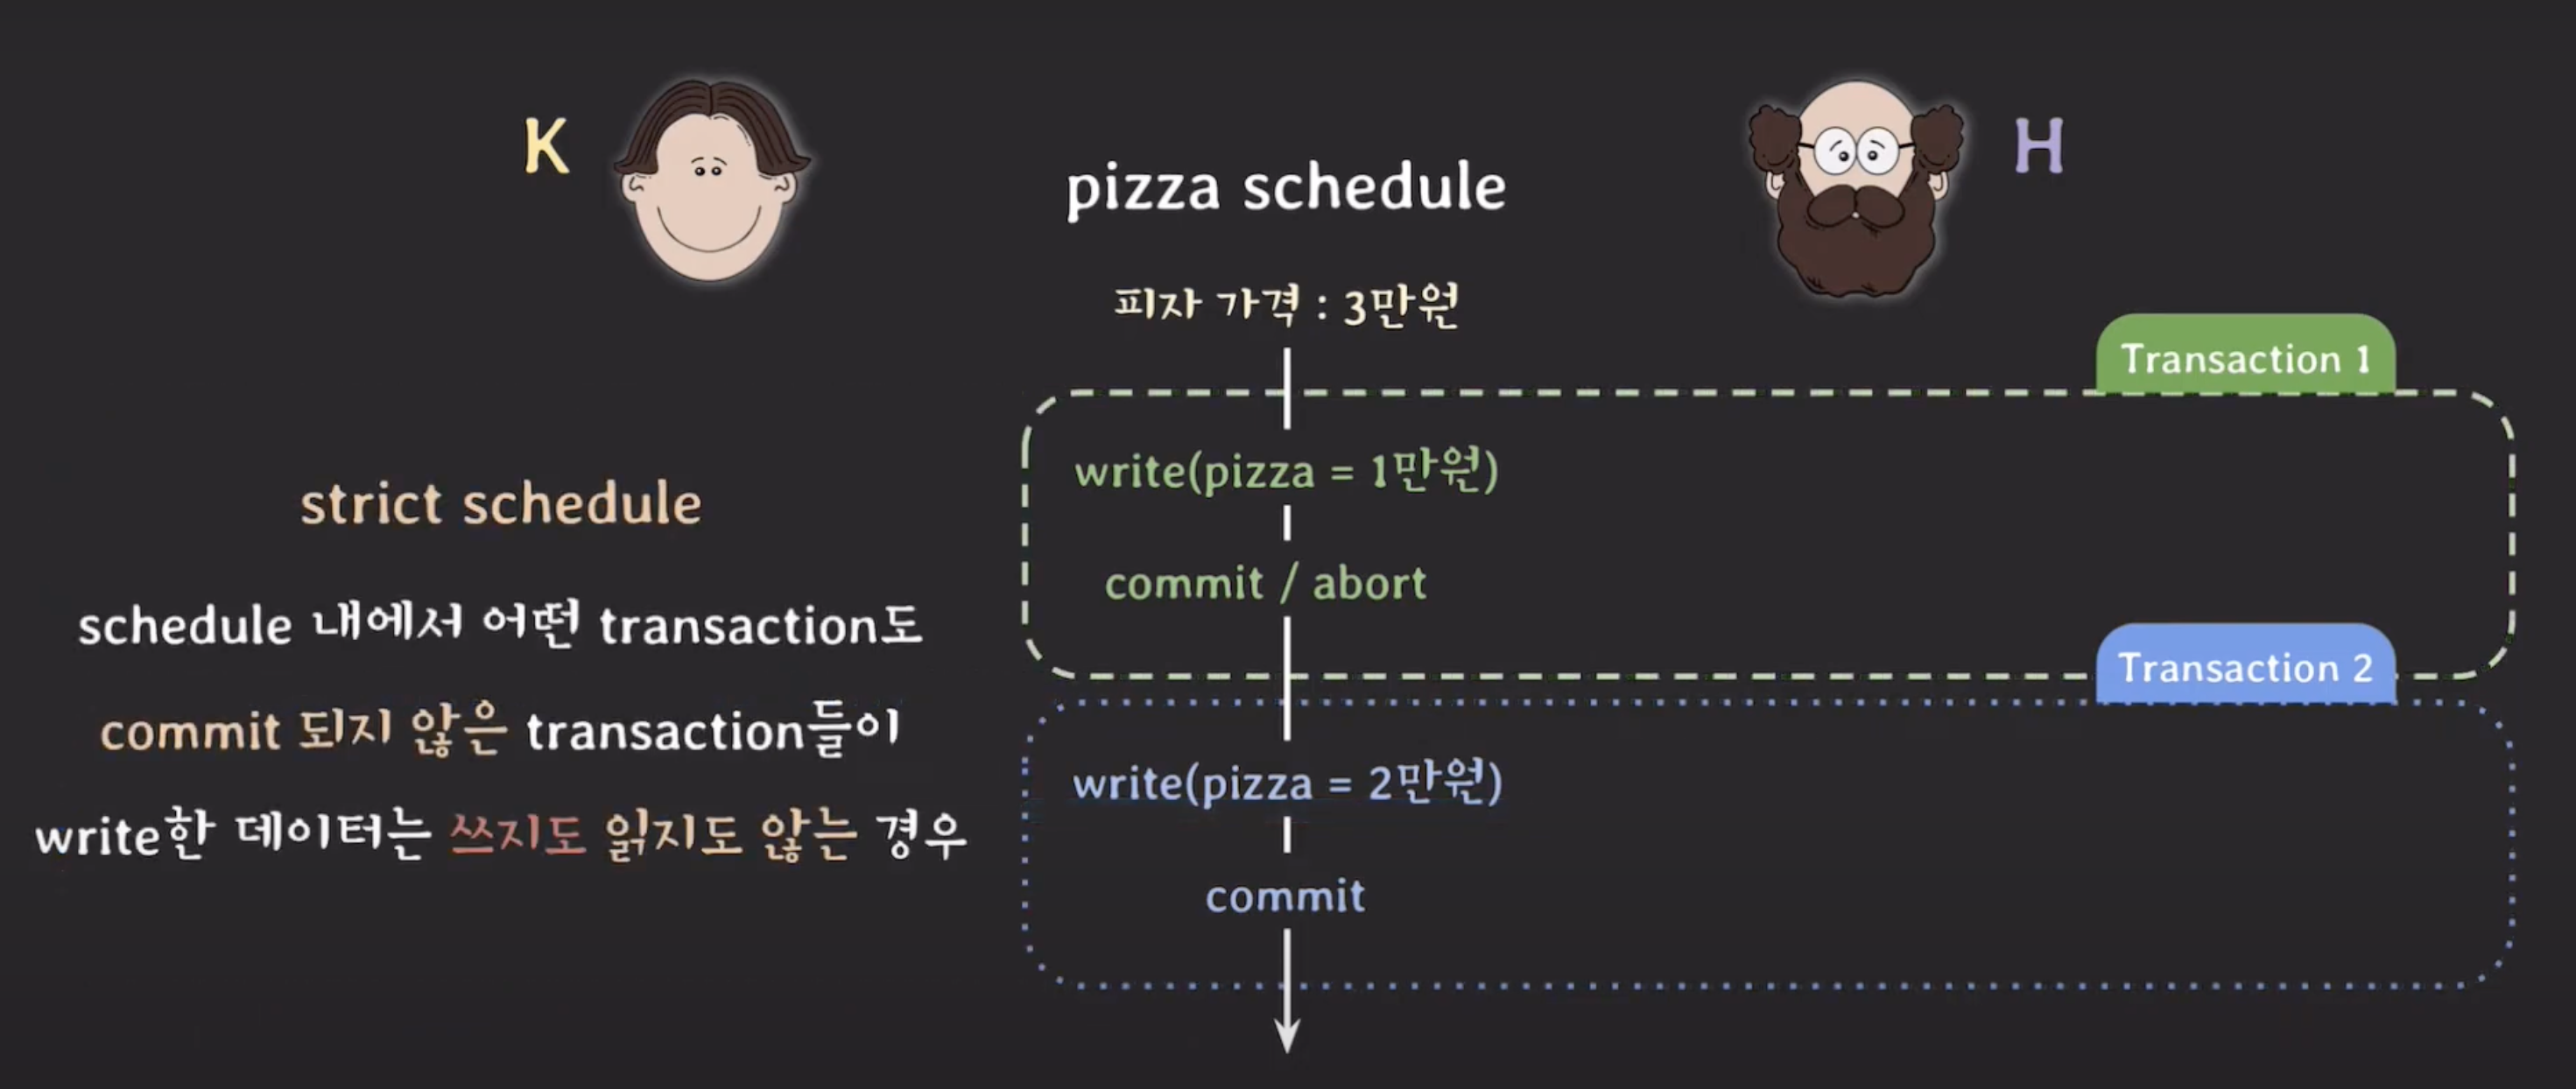 K
H
pizza schedule
피자 가격 : 3만원
Transaction 1
write(pizza = 1만원)
commit / abort
strict schedule
schedule 내에서 어떤 transaction도
commit 되지 않은 transaction들이
write한 데이터는 쓰지도 읽지도 않는 경우
Transaction 2
write(pizza = 2만원)
commit